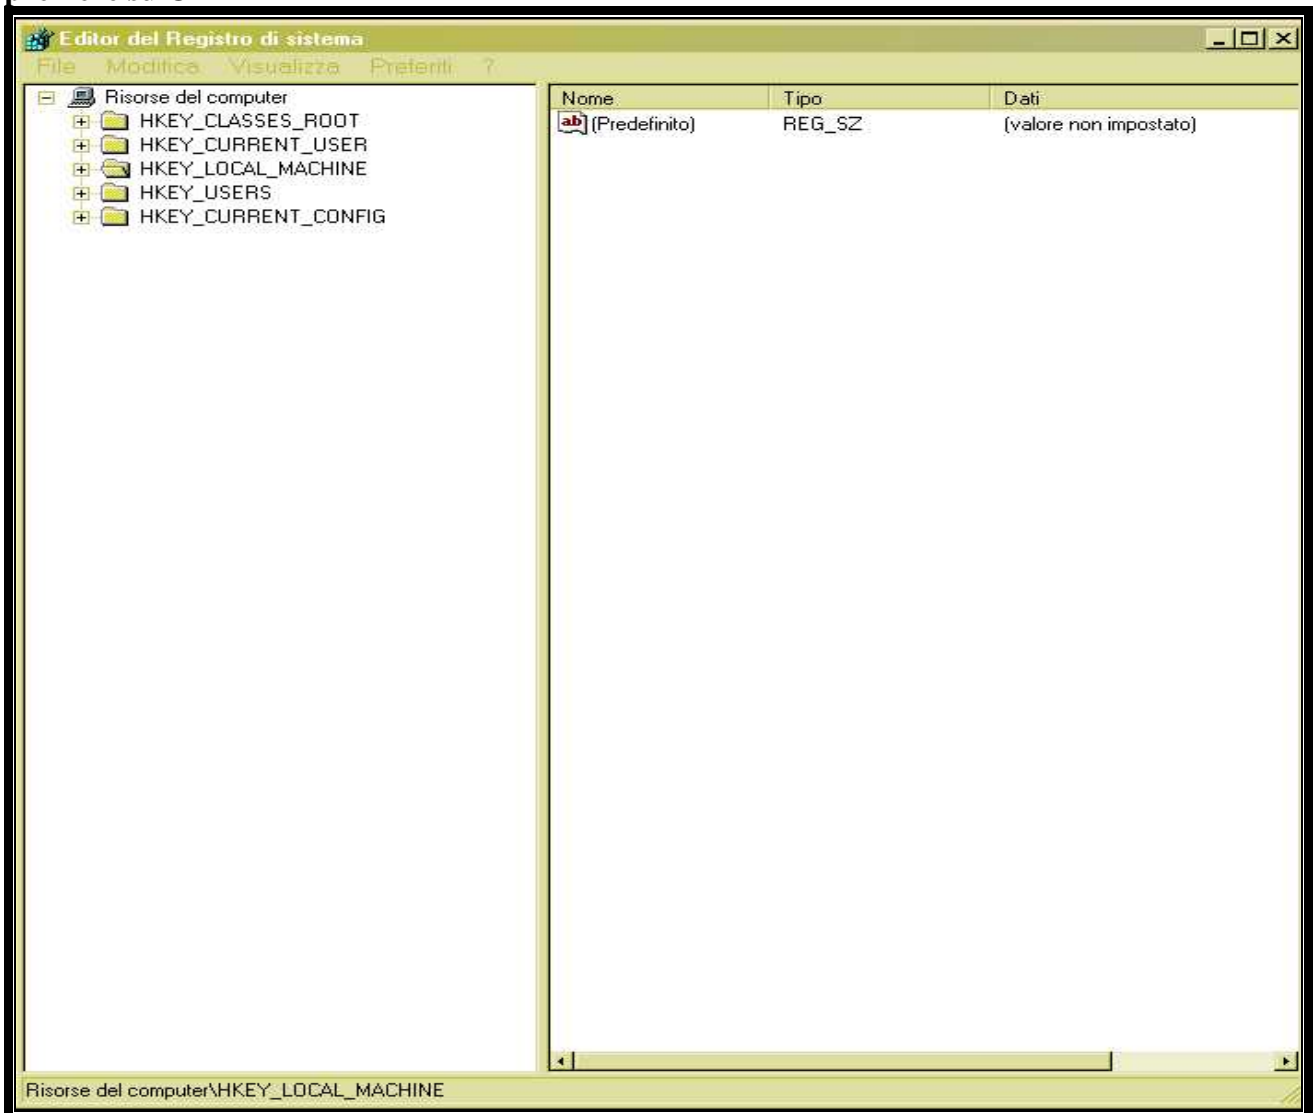 Editor del Registro di sistema
File Modifica Visualizza Preferiti ?
Risorse del computer
HKEY_CLASSES_ROOT
HKEY_CURRENT_USER
HKEY_LOCAL_MACHINE
HKEY_USERS
HKEY_CURRENT_CONFIG
Nome Tipo Dati
ab (Predefinito) REG_SZ (valore non impostato)
Risorse del computer\HKEY_LOCAL_MACHINE